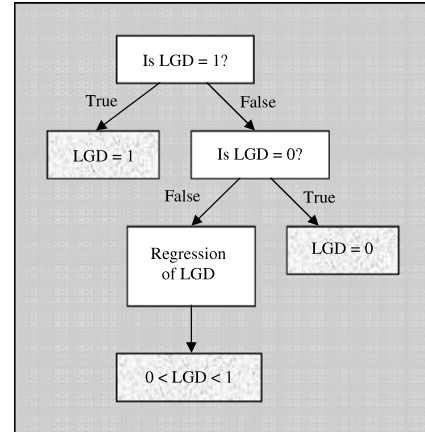 Is LGD = 1?
True
False
LGD = 1
Is LGD = 0?
False
True
Regression
of LGD
LGD = 0
0 < LGD < 1